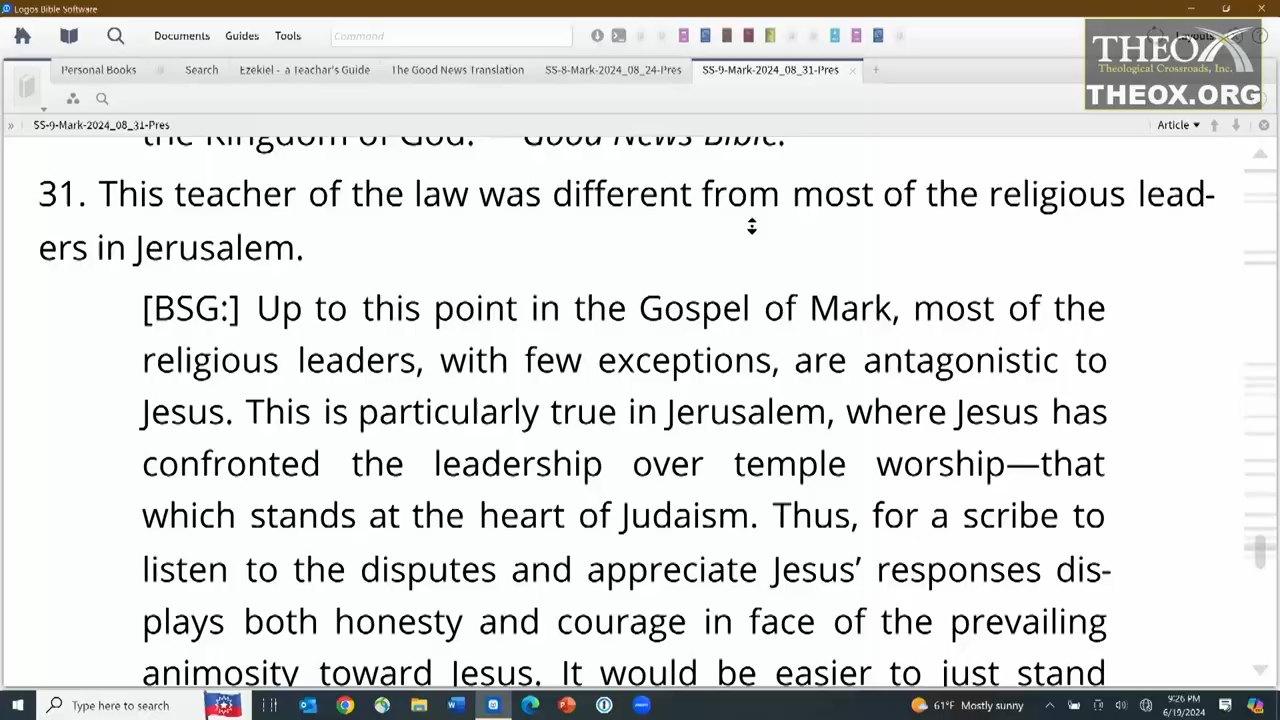 Logos Bible Software
Documents Guides Tools Command
Layouts
THEOX
Theological Crossroads, Inc.
THEOX.ORG
Personal Books Search Ezekiel - a Teacher's Guide SS-8-Mark-2024_08_24-Pres SS-9-Mark-2024_08_31-Pres
SS-9-Mark-2024_08_31-Pres Article
the Kingdom of God. Good News Bible.
31. This teacher of the law was different from most of the religious lead-
ers in Jerusalem.
[BSG:] Up to this point in the Gospel of Mark, most of the
religious leaders, with few exceptions, are antagonistic to
Jesus. This is particularly true in Jerusalem, where Jesus has
confronted the leadership over temple worship—that
which stands at the heart of Judaism. Thus, for a scribe to
listen to the disputes and appreciate Jesus’ responses dis-
plays both honesty and courage in face of the prevailing
animosity toward Jesus. It would be easier to just stand
Type here to search
61°F Mostly sunny
9:26 PM
6/19/2024